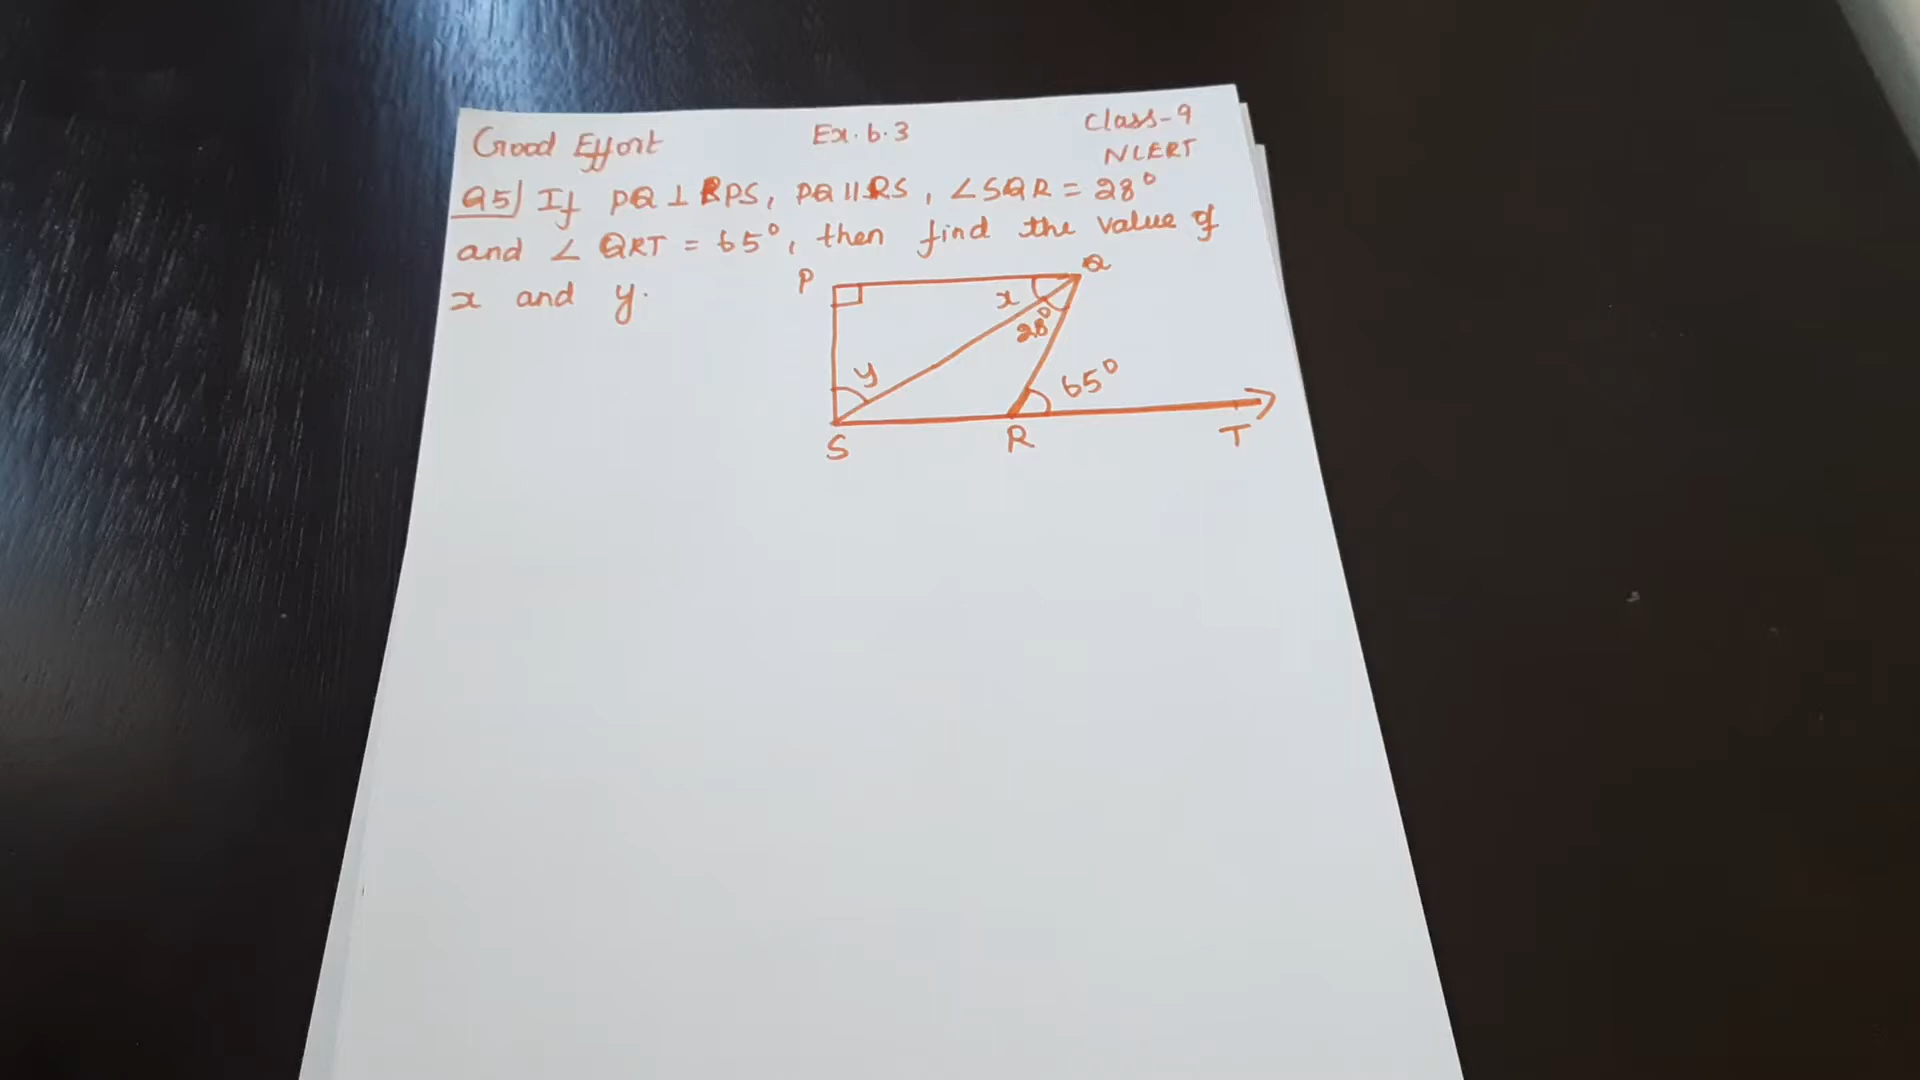 Good Effort
Ex. 6.3
Class-9
NCERT
Q5) If PQ ⊥ PS, PQ || RS, ∠SQR = 28°
and ∠ QRT = 65°, then find the value of
x and y.
P
Q
x
28°
y
65°
S
R
T